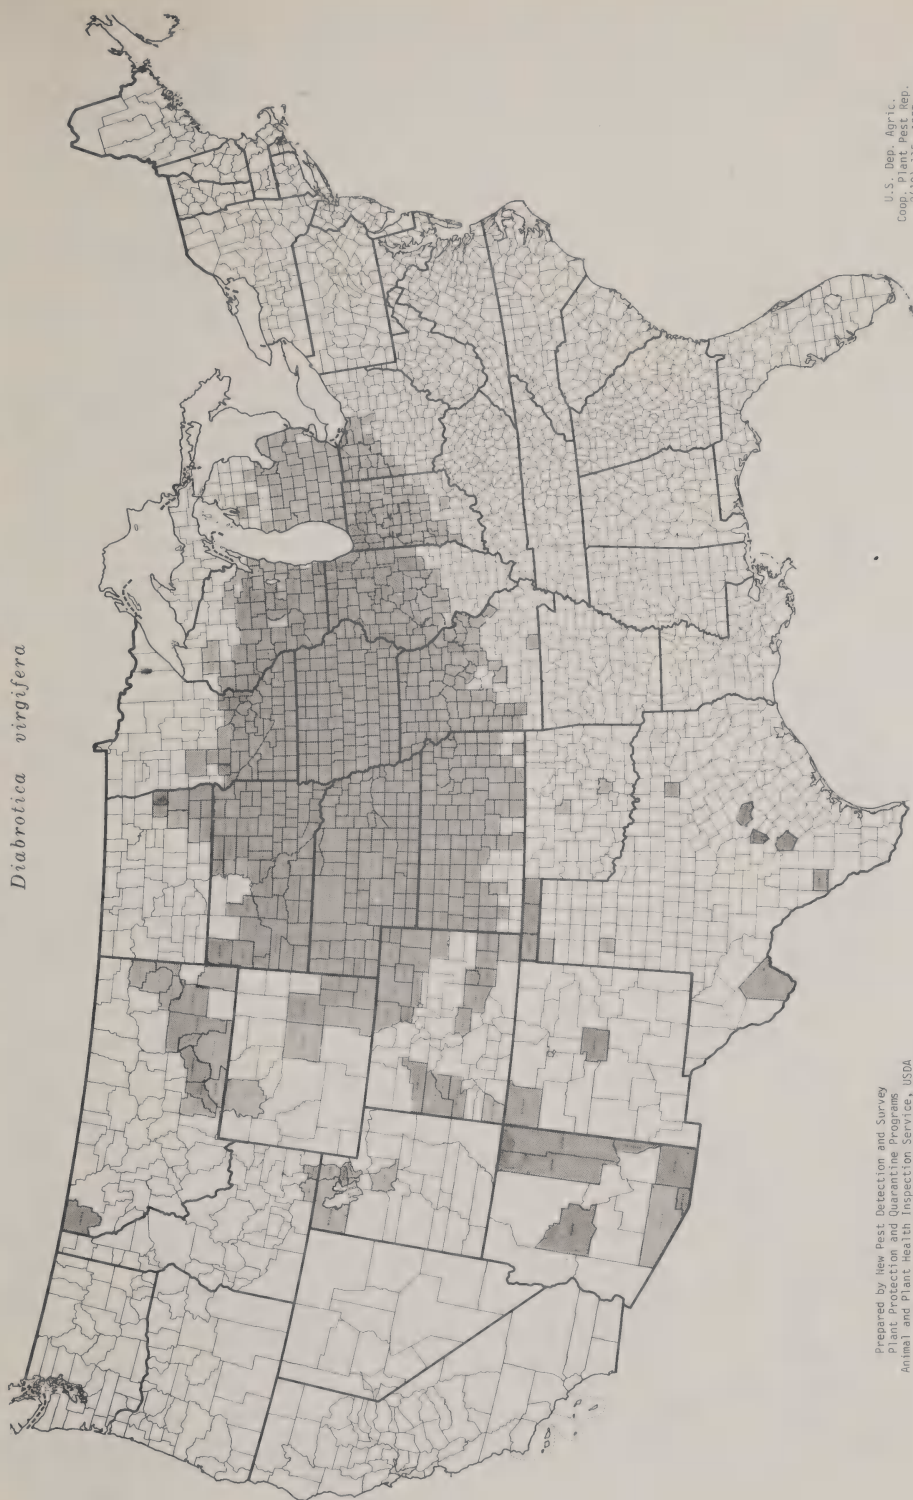 Diabrotica virgifera
Prepared by New Pest Detection and Survey
Plant Protection and Quarantine Programs
Animal and Plant Health Inspection Service, USDA
U.S. Dep. Agric.
Coop. Plant Pest Rep.